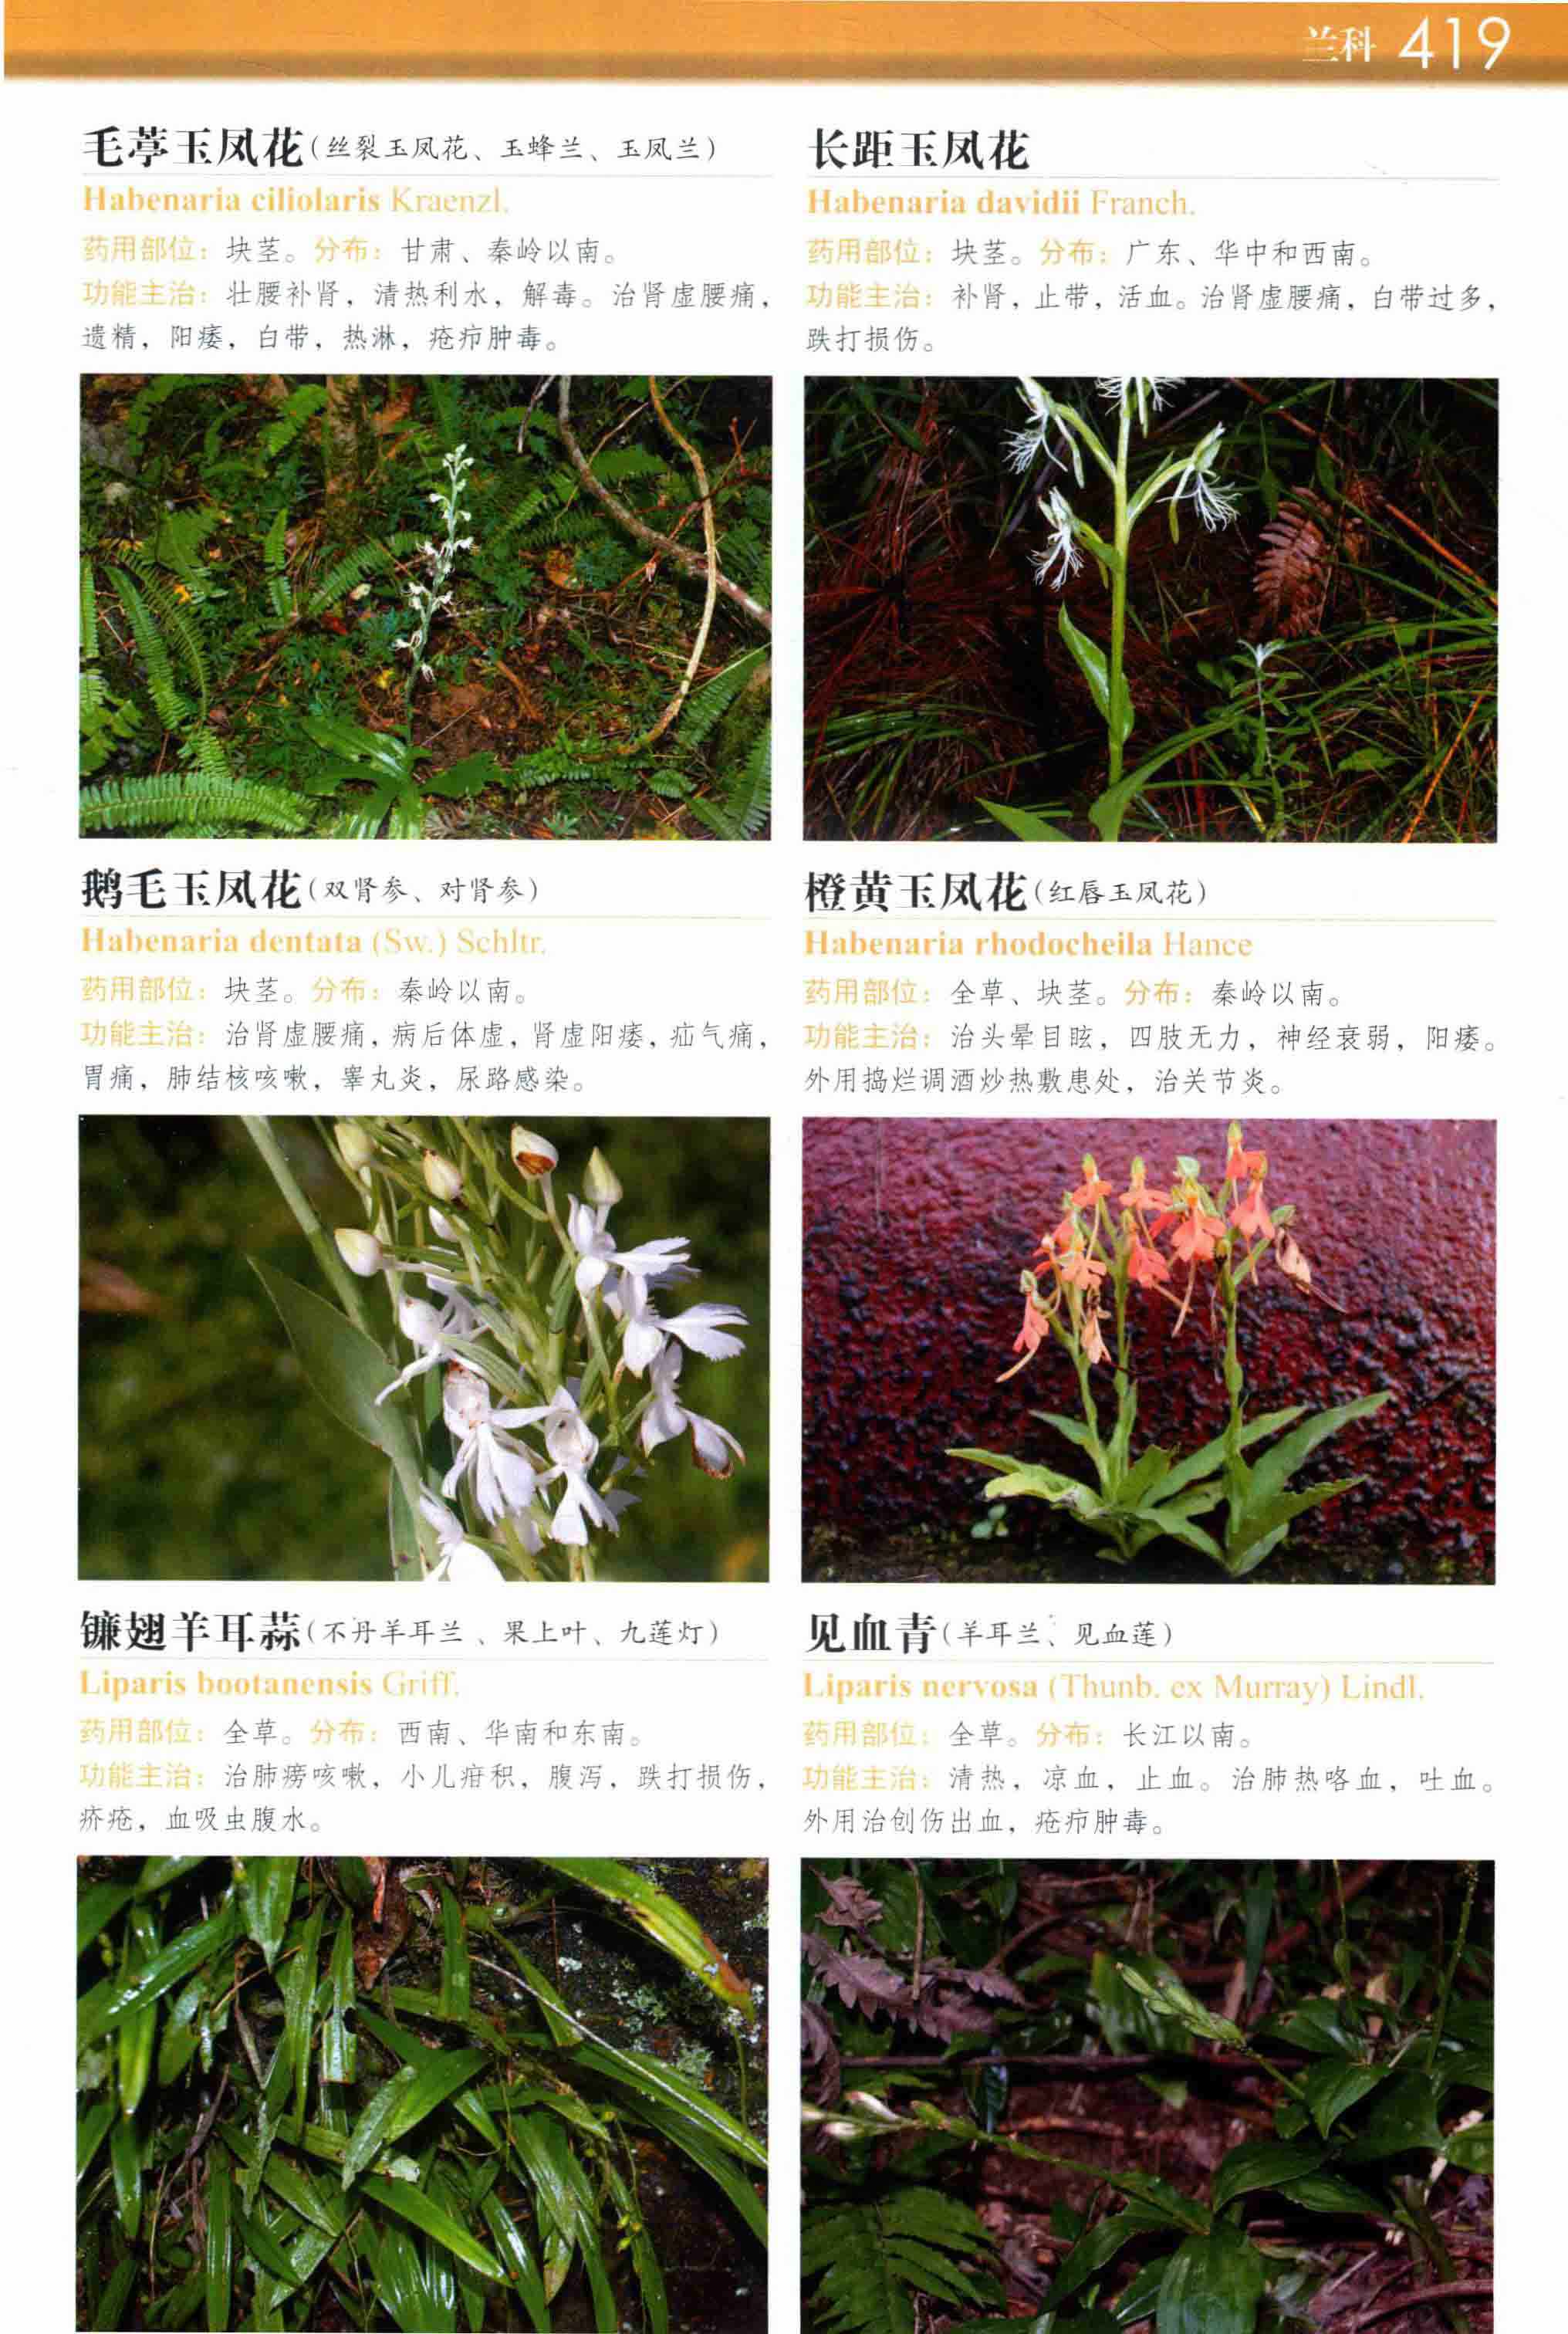 兰科 419
毛葶玉凤花(丝裂玉凤花、玉蜂兰、玉凤兰)
Habenaria ciliolaris Kraenzl.
药用部位：块茎。分布：甘肃、秦岭以南。
功能主治：壮腰补肾，清热利水，解毒。治肾虚腰痛，
遗精，阳痿，白带，热淋，疮疖肿毒。
长距玉凤花
Habenaria davidii Franch.
药用部位：块茎。分布：广东、华中和西南。
功能主治：补肾，止带，活血。治肾虚腰痛，白带过多，
跌打损伤。
鹅毛玉凤花(双肾参、对肾参)
Habenaria dentata (Sw.) Schltr.
药用部位：块茎。分布：秦岭以南。
功能主治：治肾虚腰痛，病后体虚，肾虚阳痿，疝气痛，
胃痛，肺结核咳嗽，睾丸炎，尿路感染。
橙黄玉凤花(红唇玉凤花)
Habenaria rhodocheila Hance
药用部位：全草、块茎。分布：秦岭以南。
功能主治：治头晕目眩，四肢无力，神经衰弱，阳痿。
外用捣烂调酒炒热敷患处，治关节炎。
镰翅羊耳蒜(不丹羊耳兰、果上叶、九莲灯)
Liparis bootanensis Griff.
药用部位：全草。分布：西南、华南和东南。
功能主治：治肺痨咳嗽，小儿疳积，腹泻，跌打损伤，
疥疮，血吸虫腹水。
见血青(羊耳兰、见血莲)
Liparis nervosa (Thunb. ex Murray) Lindl.
药用部位：全草。分布：长江以南。
功能主治：清热，凉血，止血。治肺热咯血，吐血。
外用治创伤出血，疮疖肿毒。